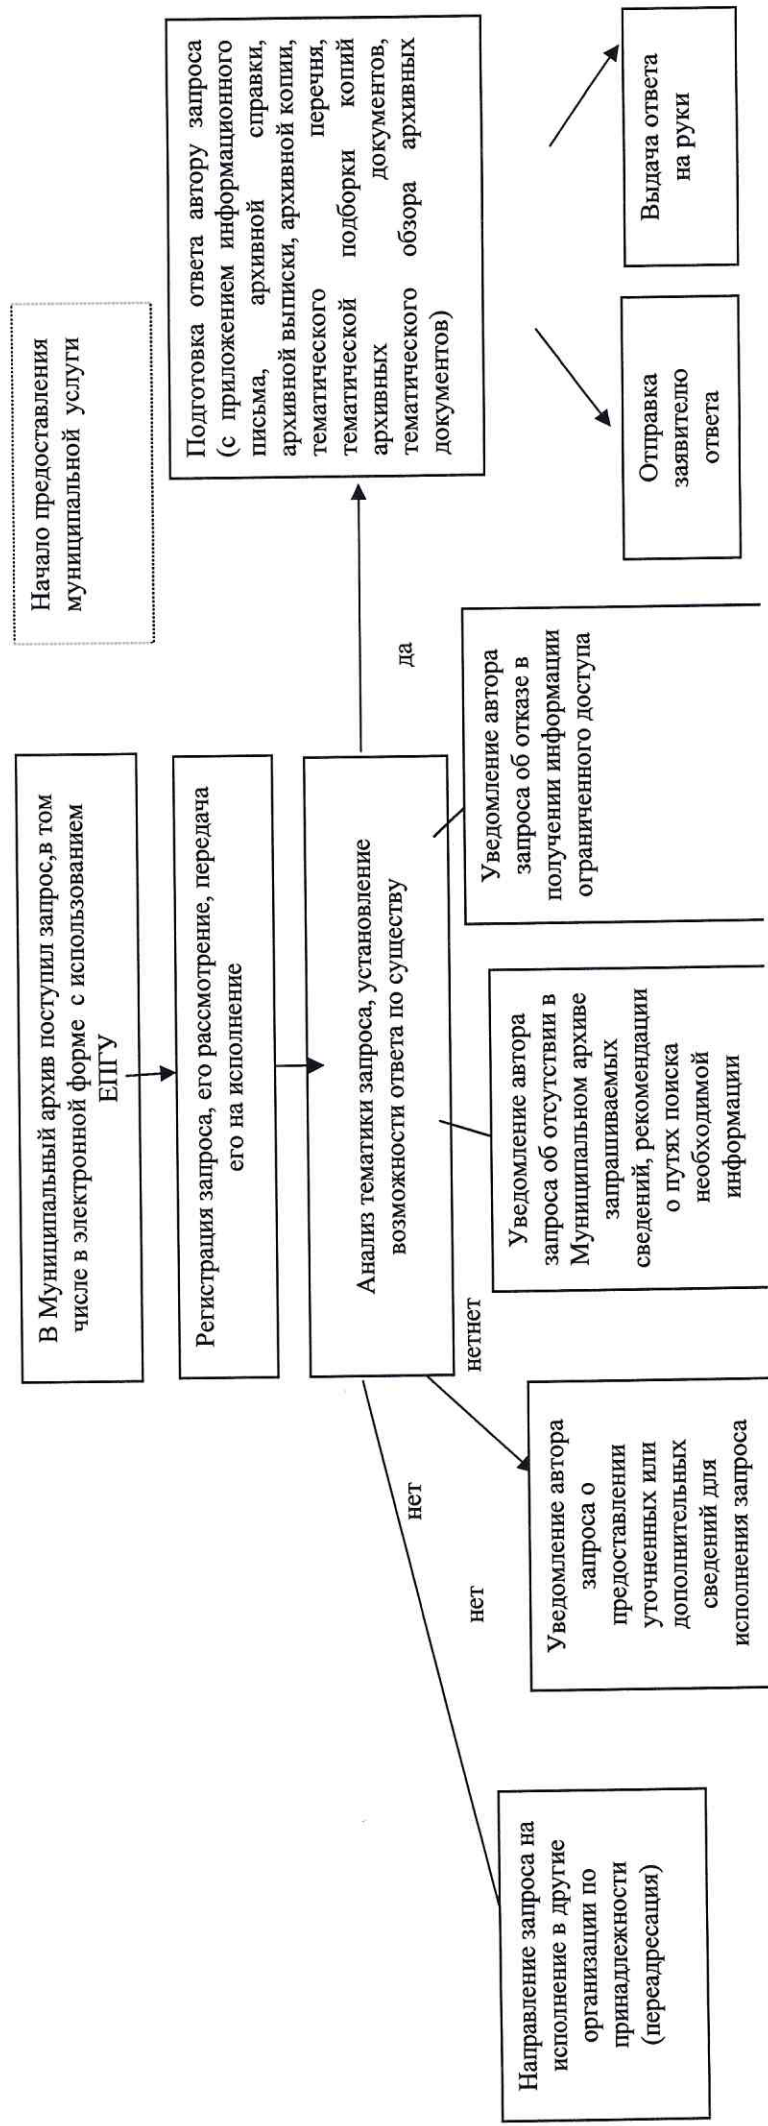 Начало предоставления
муниципальной услуги
В Муниципальный архив поступил запрос,в том
числе в электронной форме с использованием
ЕПГУ
Регистрация запроса, его рассмотрение, передача
его на исполнение
Анализ тематики запроса, установление
возможности ответа по существу
да
Подготовка ответа автору запроса
(с приложением информационного
письма, архивной справки,
архивной выписки, архивной копии,
тематического перечня,
тематической подборки копий
архивных документов,
тематического обзора архивных
документов)
нет
нет
нетнет
Направление запроса на
исполнение в другие
организации по
принадлежности
(переадресация)
Уведомление автора
запроса о
предоставлении
уточненных или
дополнительных
сведений для
исполнения запроса
Уведомление автора
запроса об отсутствии в
Муниципальном архиве
запрашиваемых
сведений, рекомендации
о путях поиска
необходимой
информации
Уведомление автора
запроса об отказе в
получении информации
ограниченного доступа
Отправка
заявителю
ответа
Выдача ответа
на руки